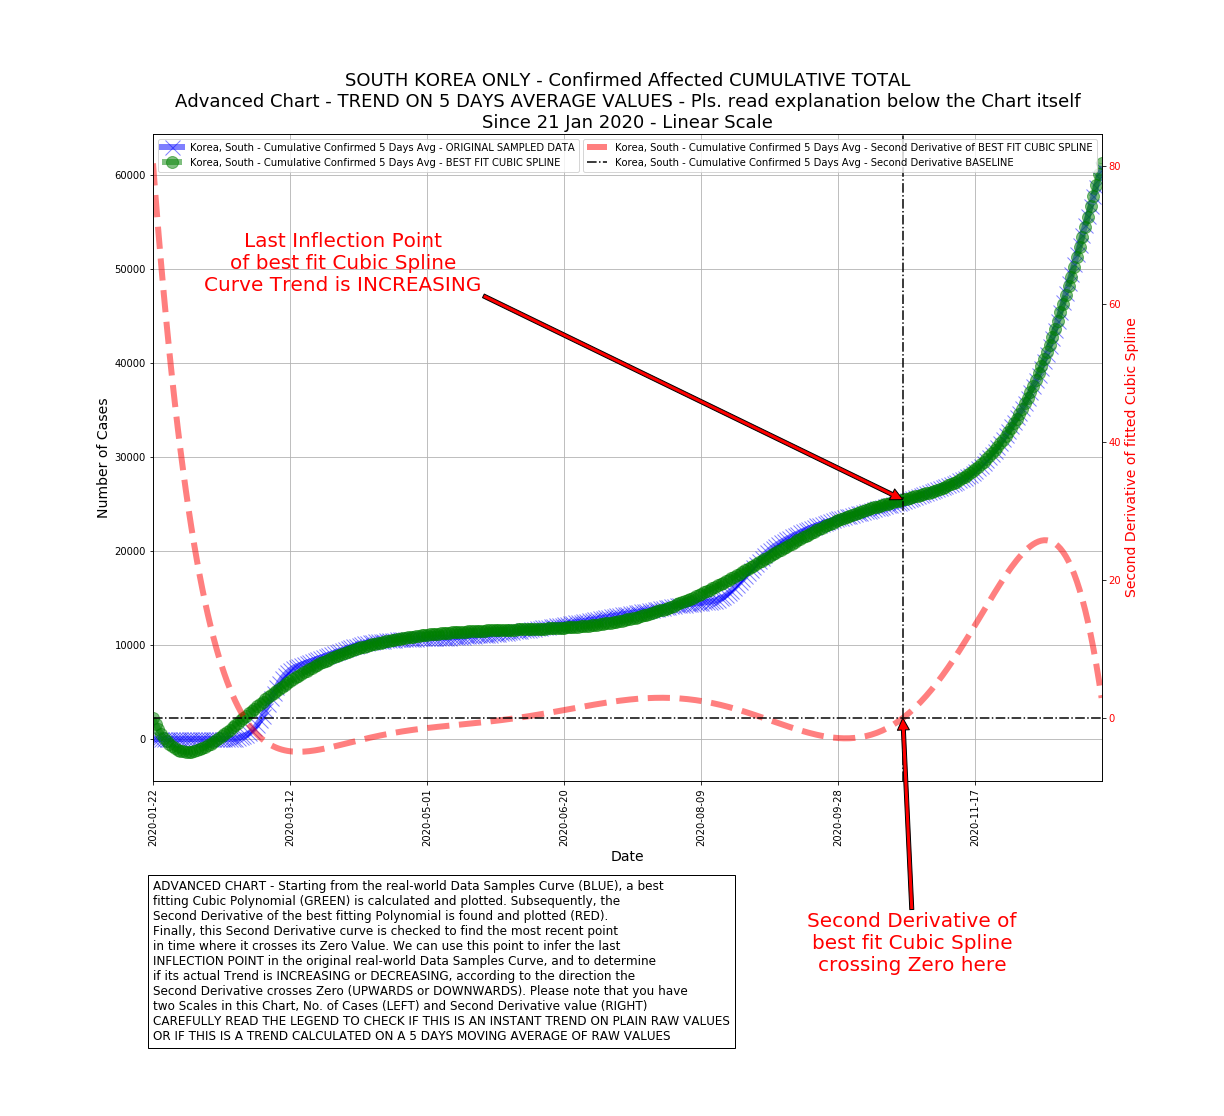 SOUTH KOREA ONLY - Confirmed Affected CUMULATIVE TOTAL
Advanced Chart - TREND ON 5 DAYS AVERAGE VALUES - Pls. read explanation below the Chart itself
Since 21 Jan 2020 - Linear Scale
Korea, South - Cumulative Confirmed 5 Days Avg - ORIGINAL SAMPLED DATA
Korea, South - Cumulative Confirmed 5 Days Avg - BEST FIT CUBIC SPLINE
Korea, South - Cumulative Confirmed 5 Days Avg - Second Derivative of BEST FIT CUBIC SPLINE
Korea, South - Cumulative Confirmed 5 Days Avg - Second Derivative BASELINE
Last Inflection Point
of best fit Cubic Spline
Curve Trend is INCREASING
Number of Cases
60000
50000
40000
30000
20000
10000
0
80
60
40
20
0
Second Derivative of fitted Cubic Spline
2020-01-22
2020-03-12
2020-05-01
2020-06-20
2020-08-09
2020-09-28
2020-11-17
Date
Second Derivative of
best fit Cubic Spline
crossing Zero here
ADVANCED CHART - Starting from the real-world Data Samples Curve (BLUE), a best
fitting Cubic Polynomial (GREEN) is calculated and plotted. Subsequently, the
Second Derivative of the best fitting Polynomial is found and plotted (RED).
Finally, this Second Derivative curve is checked to find the most recent point
in time where it crosses its Zero Value. We can use this point to infer the last
INFLECTION POINT in the original real-world Data Samples Curve, and to determine
if its actual Trend is INCREASING or DECREASING, according to the direction the
Second Derivative crosses Zero (UPWARDS or DOWNWARDS). Please note that you have
two Scales in this Chart, No. of Cases (LEFT) and Second Derivative value (RIGHT)
CAREFULLY READ THE LEGEND TO CHECK IF THIS IS AN INSTANT TREND ON PLAIN RAW VALUES
OR IF THIS IS A TREND CALCULATED ON A 5 DAYS MOVING AVERAGE OF RAW VALUES